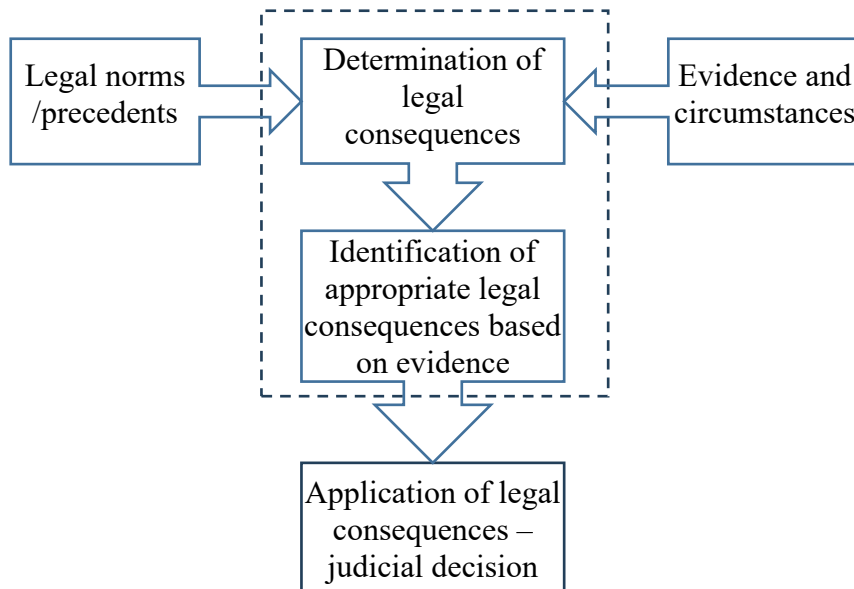 Legal norms
/precedents
Determination of
legal
consequences
Evidence and
circumstances
Identification of
appropriate legal
consequences based
on evidence
Application of legal
consequences –
judicial decision